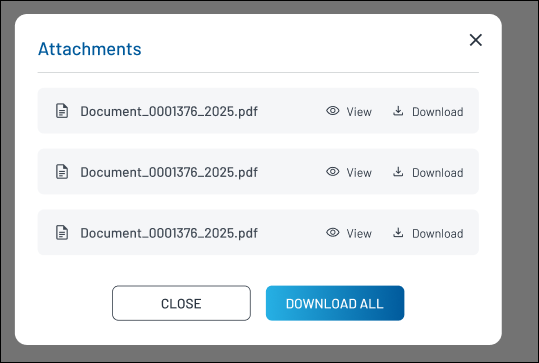 Attachments
Document_0001376_2025.pdf View Download
Document_0001376_2025.pdf View Download
Document_0001376_2025.pdf View Download
CLOSE DOWNLOAD ALL